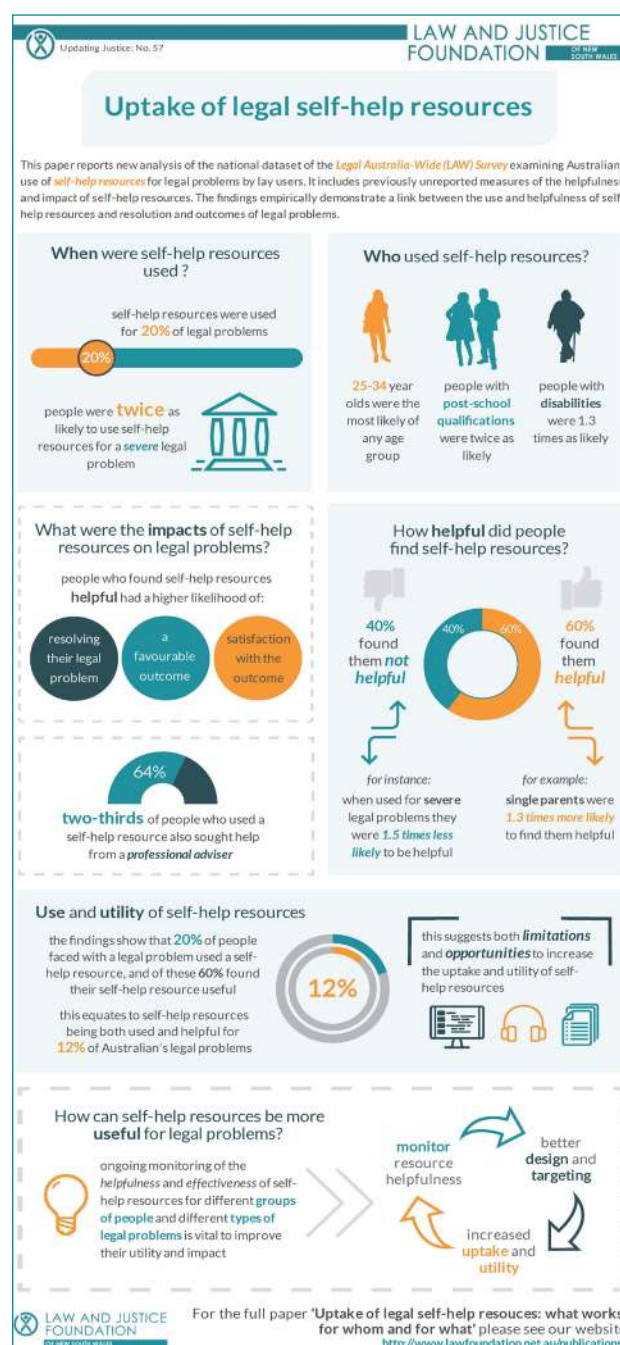 Updating Justice: No. 57
LAW AND JUSTICE
FOUNDATION
OF NEW
SOUTH WALES
Uptake of legal self-help resources
This paper reports new analysis of the national dataset of the Legal Australia-Wide (LAW) Survey examining Australian
use of self-help resources for legal problems by lay users. It includes previously unreported measures of the helpfulness
and impact of self-help resources. The findings empirically demonstrate a link between the use and helpfulness of self
help resources and resolution and outcomes of legal problems.
When were self-help resources
used ?
self-help resources were used
for 20% of legal problems
20%
people were twice as
likely to use self-help
resources for a severe legal
problem
Who used self-help resources?
25-34 year
olds were the
most likely of
any age
group
people with
post-school
qualifications
were twice as
likely
people with
disabilities
were 1.3
times as likely
What were the impacts of self-help
resources on legal problems?
people who found self-help resources
helpful had a higher likelihood of:
resolving
their legal
problem
a
favourable
outcome
satisfaction
with the
outcome
64%
two-thirds of people who used a
self-help resource also sought help
from a professional adviser
How helpful did people
find self-help resources?
40%
found
them not
helpful
40%
60%
60%
found
them
helpful
for instance:
when used for severe
legal problems they
were 1.5 times less
likely to be helpful
for example:
single parents were
1.3 times more likely
to find them helpful
Use and utility of self-help resources
the findings show that 20% of people
faced with a legal problem used a self-
help resource, and of these 60% found
their self-help resource useful
this equates to self-help resources
being both used and helpful for
12% of Australian's legal problems
12%
this suggests both limitations
and opportunities to increase
the uptake and utility of self-
help resources
How can self-help resources be more
useful for legal problems?
ongoing monitoring of the
helpfulness and effectiveness of self-
help resources for different groups
of people and different types of
legal problems is vital to improve
their utility and impact
monitor
resource
helpfulness
better
design and
targeting
increased
uptake and
utility
LAW AND JUSTICE
FOUNDATION
OF NEW SOUTH WALES
For the full paper 'Uptake of legal self-help resouces: what works
for whom and for what' please see our website
http://www.lawfoundation.net.au/publications